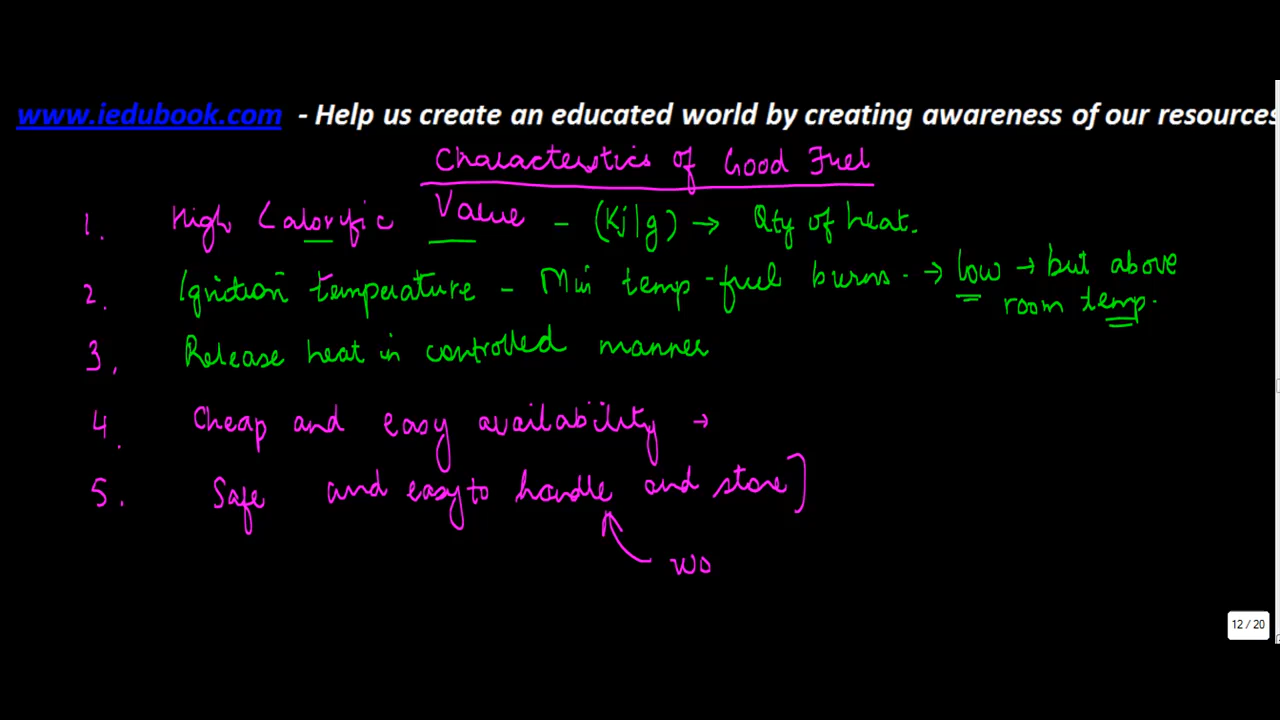 www.iedubook.com - Help us create an educated world by creating awareness of our resources
Characteristics of Good Fuel
1. High Calorific Value - (Kj/g) → Qty of heat.
2. Ignition temperature - Min temp - fuel burns. → low → but above
room temp.
3. Release heat in controlled manner
4. Cheap and easy availability →
5. Safe and easy to handle and store]
wo
12 / 20